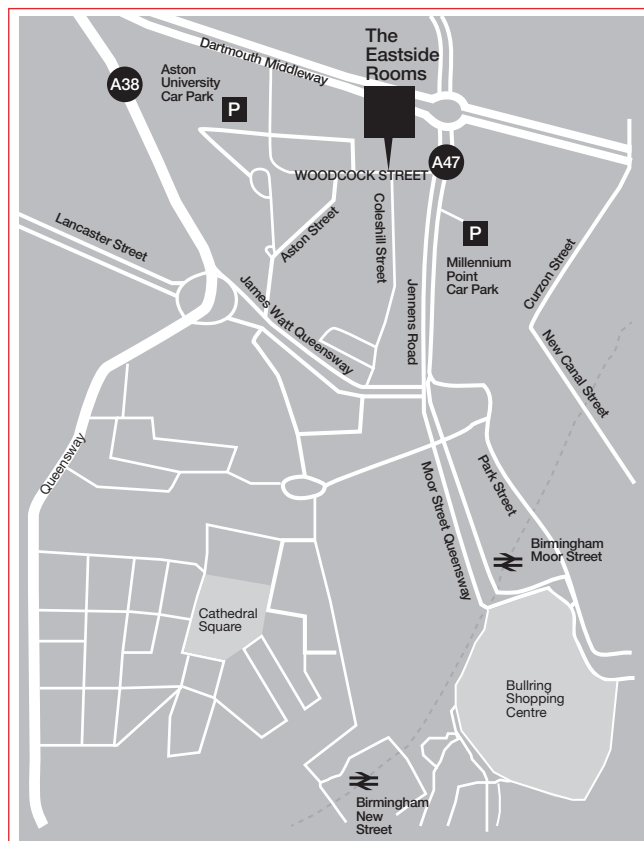 The
Eastside
Rooms
Dartmouth Middleway
A38
Aston
University
Car Park
P
WOODCOCK STREET
A47
Lancaster Street
Aston Street
Coleshill Street
P
Millennium
Point
Car Park
Curzon Street
James Watt Queensway
Jennens Road
New Canal Street
Queensway
Moor Street Queensway
Park Street
Birmingham
Moor Street
Cathedral
Square
Bullring
Shopping
Centre
Birmingham
New
Street